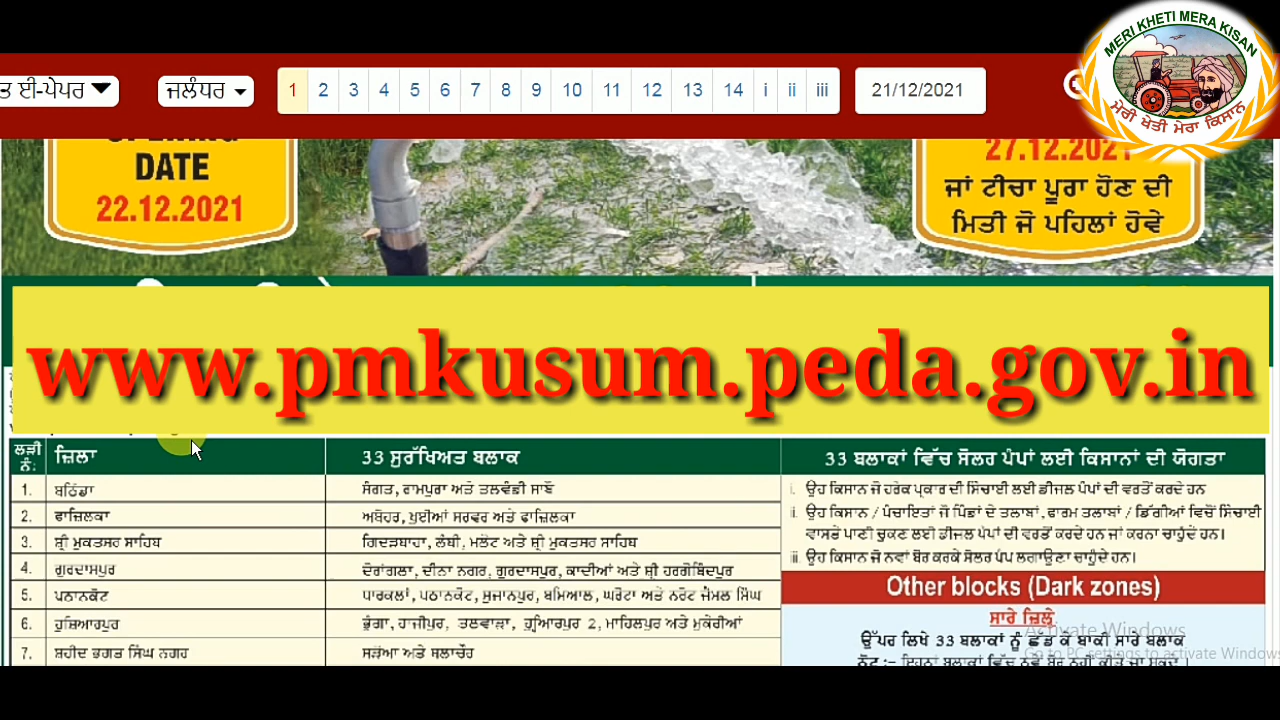 MERI KHETI MERA KISAN
ਮੇਰੀ ਖੇਤੀ ਮੇਰਾ ਕਿਸਾਨ
ਤ ਈ-ਪੇਪਰ
ਜਲੰਧਰ
1 2 3 4 5 6 7 8 9 10 11 12 13 14 i ii iii
21/12/2021
DATE
22.12.2021
27.12.2021
ਜਾਂ ਟੀਚਾ ਪੂਰਾ ਹੋਣ ਦੀ
ਮਿਤੀ ਜੋ ਪਹਿਲਾਂ ਹੋਵੇ
www.pmkusum.peda.gov.in
ਲੜੀ ਨੰ: ਜ਼ਿਲਾ 33 ਸੁਰੱਖਿਅਤ ਬਲਾਕ
1. ਬਠਿੰਡਾ ਸੰਗਤ, ਰਾਮਪੁਰਾ ਅਤੇ ਤਲਵੰਡੀ ਸਾਬੋ
2. ਫਾਜ਼ਿਲਕਾ ਅਬੋਹਰ, ਖੂਈਆਂ ਸਰਵਰ ਅਤੇ ਫਾਜ਼ਿਲਕਾ
3. ਸ਼੍ਰੀ ਮੁਕਤਸਰ ਸਾਹਿਬ ਗਿਦੜਬਾਹਾ, ਲੰਬੀ, ਮਲੋਟ ਅਤੇ ਸ਼੍ਰੀ ਮੁਕਤਸਰ ਸਾਹਿਬ
4. ਗੁਰਦਾਸਪੁਰ ਦੋਰਾਂਗਲਾ, ਦੀਨਾ ਨਗਰ, ਗੁਰਦਾਸਪੁਰ, ਕਾਦੀਆਂ ਅਤੇ ਸ਼੍ਰੀ ਹਰਗੋਬਿੰਦਪੁਰ
5. ਪਠਾਨਕੋਟ ਧਾਰਕਲਾਂ, ਪਠਾਨਕੋਟ, ਸੁਜਾਨਪੁਰ, ਬਮਿਆਲ, ਘਰੋਟਾ ਅਤੇ ਨਰੋਟ ਜੈਮਲ ਸਿੰਘ
6. ਹੁਸ਼ਿਆਰਪੁਰ ਭੂੰਗਾ, ਹਾਜੀਪੁਰ, ਤਲਵਾੜਾ, ਹੁਸ਼ਿਆਰਪੁਰ 2, ਮਾਹਿਲਪੁਰ ਅਤੇ ਮੁਕੇਰੀਆਂ
7. ਸ਼ਹੀਦ ਭਗਤ ਸਿੰਘ ਨਗਰ ਸੜੋਆ ਅਤੇ ਬਲਾਚੌਰ
33 ਬਲਾਕਾਂ ਵਿੱਚ ਸੋਲਰ ਪੰਪਾਂ ਲਈ ਕਿਸਾਨਾਂ ਦੀ ਯੋਗਤਾ
i. ਉਹ ਕਿਸਾਨ ਜੋ ਹਰੇਕ ਪ੍ਰਕਾਰ ਦੀ ਸਿੰਚਾਈ ਲਈ ਡੀਜਲ ਪੰਪਾਂ ਦੀ ਵਰਤੋਂ ਕਰਦੇ ਹਨ
ii. ਉਹ ਕਿਸਾਨ / ਪੰਚਾਇਤਾਂ ਜੋ ਪਿੰਡਾਂ ਦੇ ਤਲਾਬਾਂ, ਫਾਰਮ ਤਲਾਬਾਂ / ਡਿੱਗੀਆਂ ਵਿਚੋਂ ਸਿੰਚਾਈ
ਵਾਸਤੇ ਪਾਣੀ ਚੁਕਣ ਲਈ ਡੀਜਲ ਪੰਪਾਂ ਦੀ ਵਰਤੋਂ ਕਰਦੇ ਹਨ ਜਾਂ ਕਰਨਾ ਚਾਹੁੰਦੇ ਹਨ।
iii. ਉਹ ਕਿਸਾਨ ਜੋ ਨਵਾਂ ਬੋਰ ਕਰਕੇ ਸੋਲਰ ਪੰਪ ਲਗਾਉਣਾ ਚਾਹੁੰਦੇ ਹਨ।
Other blocks (Dark zones)
ਸਾਰੇ ਜ਼ਿਲ੍ਹੇ
ਉੱਪਰ ਲਿਖੇ 33 ਬਲਾਕਾਂ ਨੂੰ ਛੱਡ ਕੇ ਬਾਕੀ ਸਾਰੇ ਬਲਾਕ
Activate Windows
Go to PC settings to activate Windows